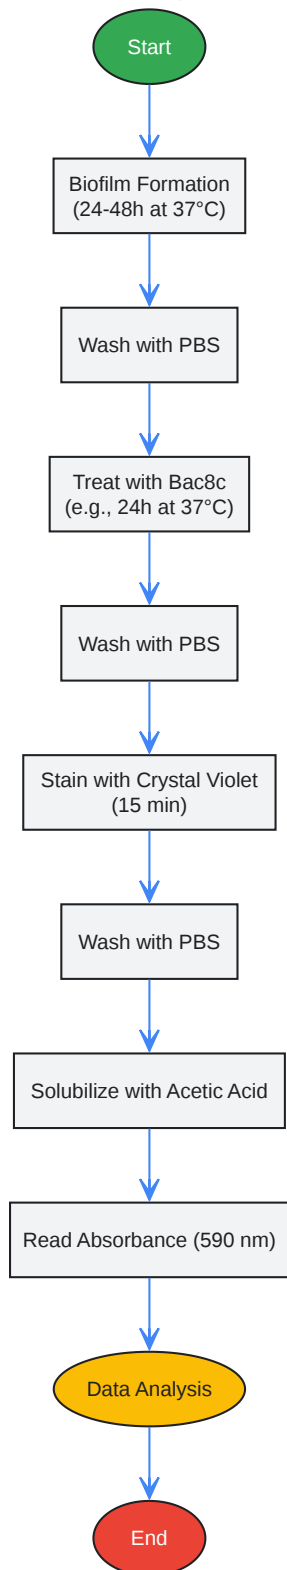 Start
Biofilm Formation
(24-48h at 37°C)
Wash with PBS
Treat with Bac8c
(e.g., 24h at 37°C)
Wash with PBS
Stain with Crystal Violet
(15 min)
Wash with PBS
Solubilize with Acetic Acid
Read Absorbance (590 nm)
Data Analysis
End